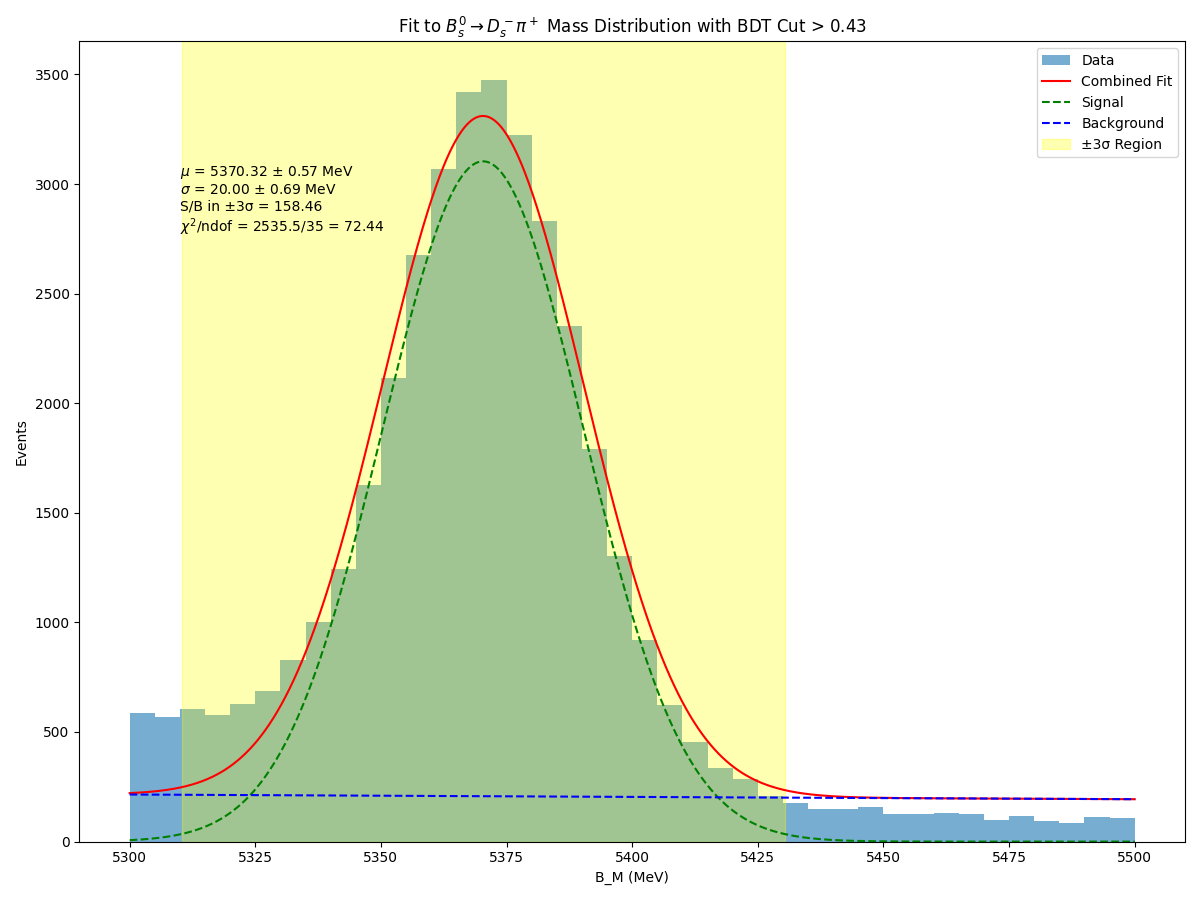 Fit to $B_s^0 \rightarrow D_s^- \pi^+$ Mass Distribution with BDT Cut > 0.43
Data
Combined Fit
Signal
Background
±3σ Region
μ = 5370.32 ± 0.57 MeV
σ = 20.00 ± 0.69 MeV
S/B in ±3σ = 158.46
χ²/ndof = 2535.5/35 = 72.44
Events
3500
3000
2500
2000
1500
1000
500
0
5300 5325 5350 5375 5400 5425 5450 5475 5500
B_M (MeV)